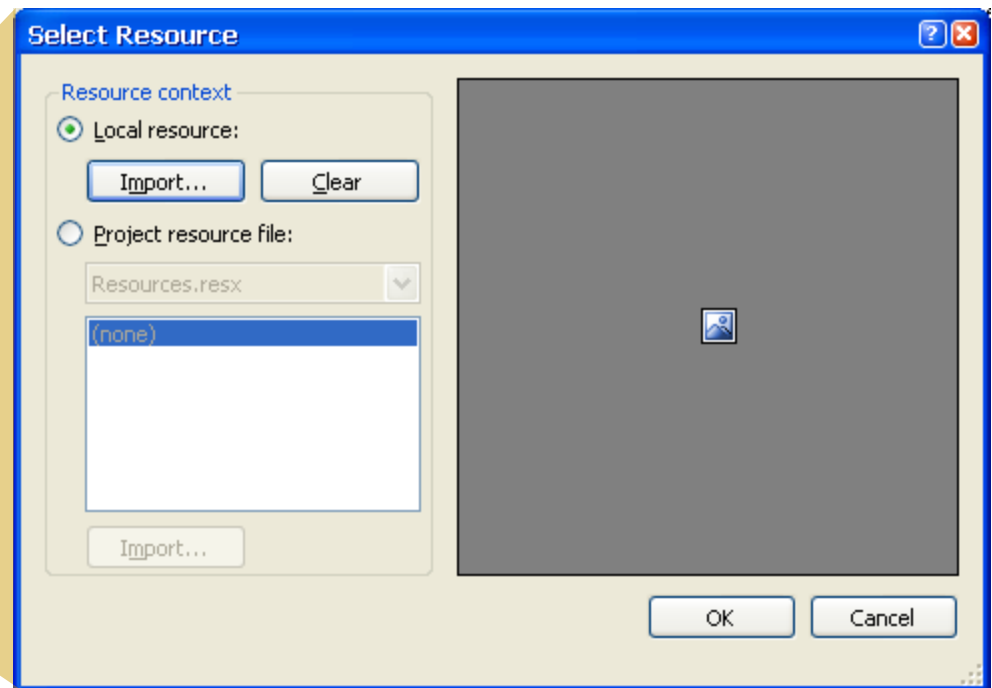 Select Resource
Resource context
Local resource:
Import...
Clear
Project resource file:
Resources.resx
(none)
Import...
OK
Cancel